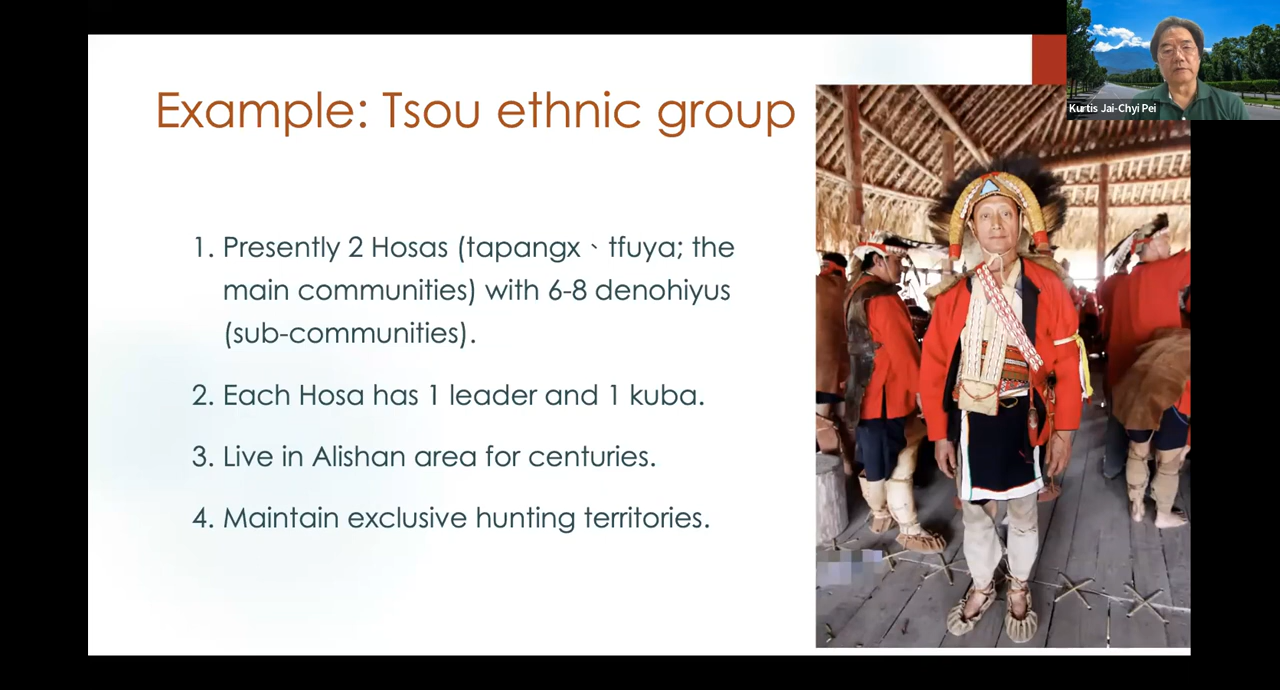 Kurtis Jai-Chyi Pei
Example: Tsou ethnic group
1. Presently 2 Hosas (tapangx、tfuya; the
main communities) with 6-8 denohiyus
(sub-communities).
2. Each Hosa has 1 leader and 1 kuba.
3. Live in Alishan area for centuries.
4. Maintain exclusive hunting territories.